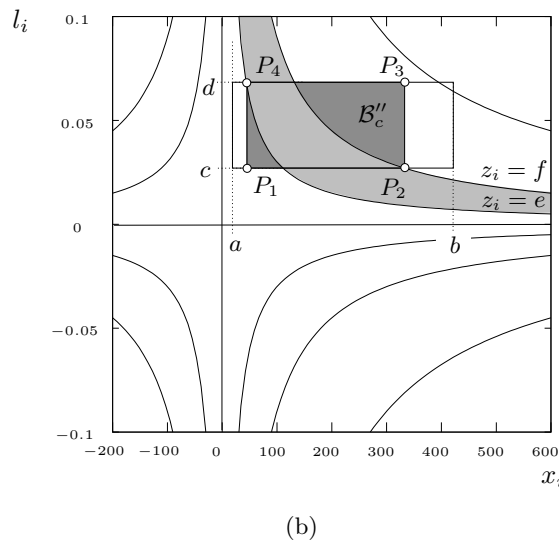 l_i
0.1
P_4
P_3
d
0.05
B''_c
c
P_1
P_2
z_i = f
z_i = e
0
a
b
−0.05
−0.1
−200 −100 0 100 200 300 400 500 600
x_i
(b)